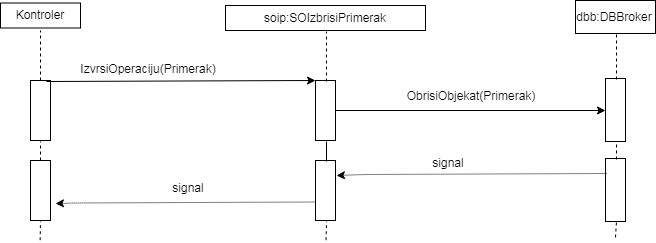 Kontroler
soip:SOIzbrisiPrimerak
dbb:DBBroker
IzvrsiOperaciju(Primerak)
ObrisiObjekat(Primerak)
signal
signal